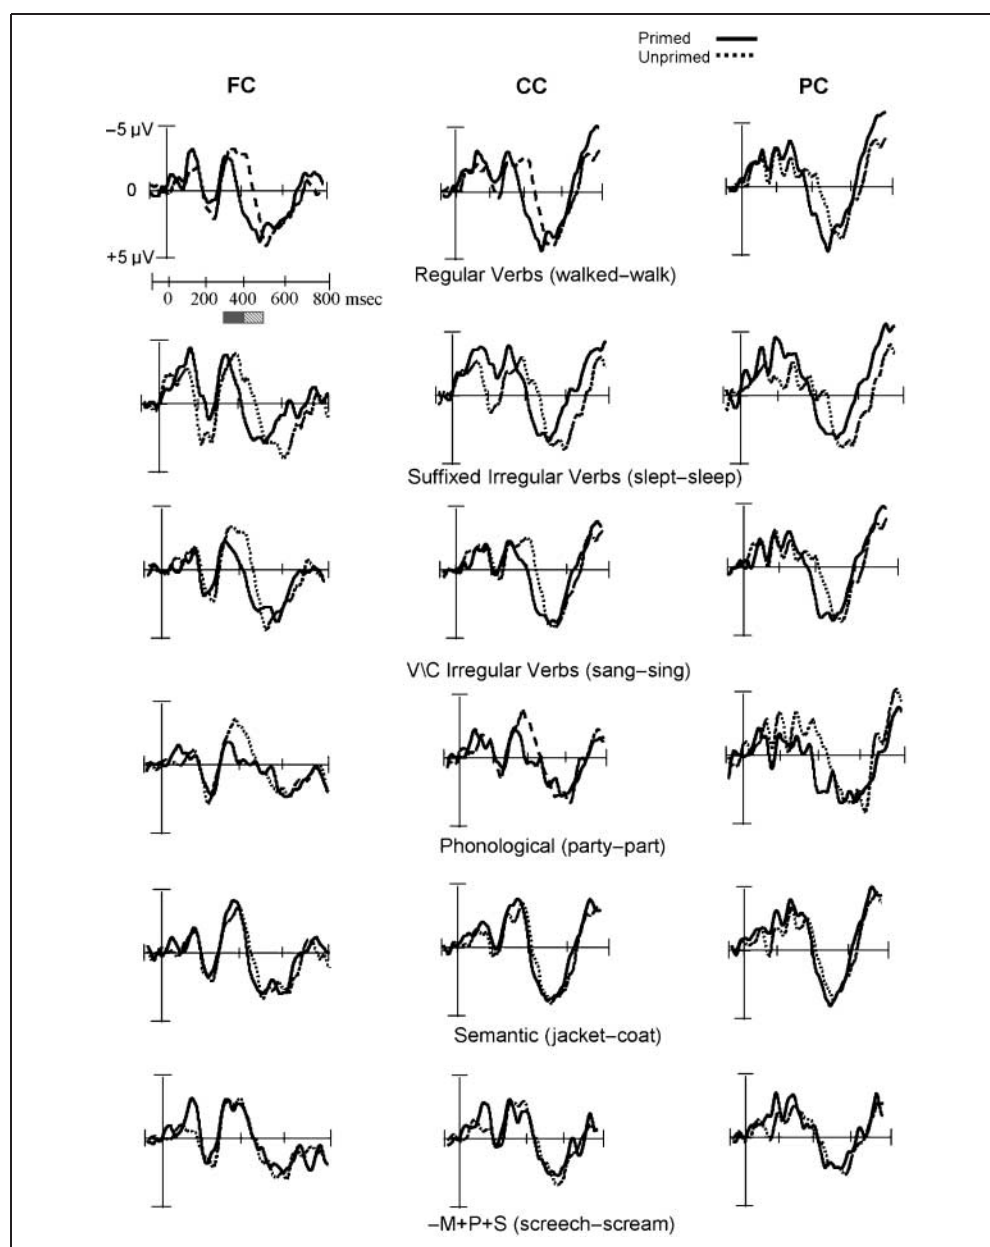 Primed
Unprimed
FC CC PC
−5 µV
0
+5 µV
Regular Verbs (walked–walk)
0 200 400 600 800 msec
Suffixed Irregular Verbs (slept–sleep)
V\C Irregular Verbs (sang–sing)
Phonological (party–part)
Semantic (jacket–coat)
–M+P+S (screech–scream)